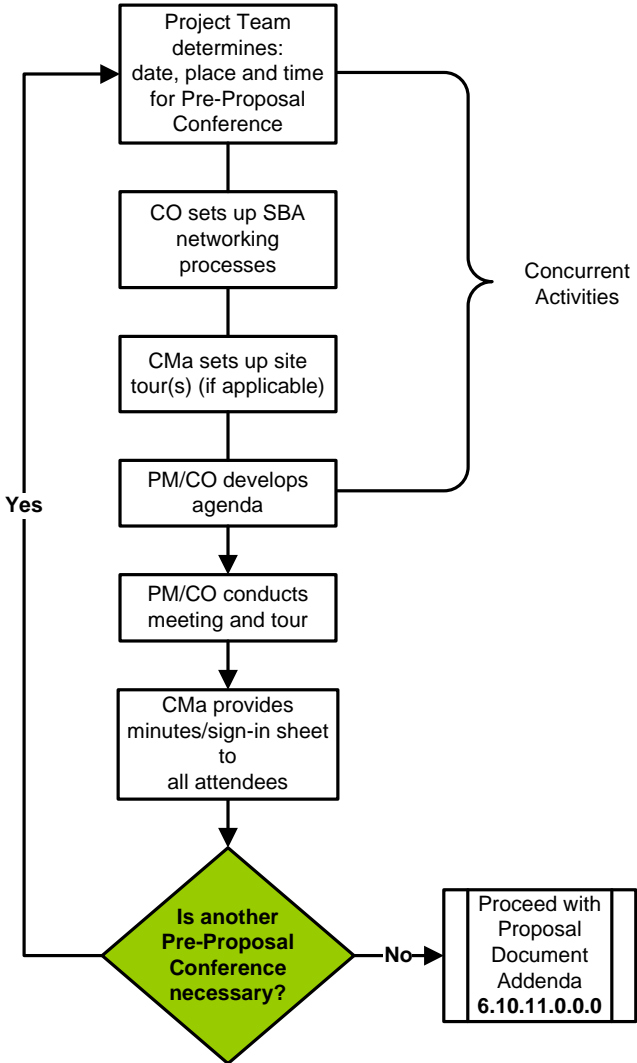 Project Team
determines:
date, place and time
for Pre-Proposal
Conference
CO sets up SBA
networking
processes
Concurrent
Activities
CMa sets up site
tour(s) (if applicable)
PM/CO develops
agenda
Yes
PM/CO conducts
meeting and tour
CMa provides
minutes/sign-in sheet
to
all attendees
Is another
Pre-Proposal
Conference
necessary?
No
Proceed with
Proposal
Document
Addenda
6.10.11.0.0.0